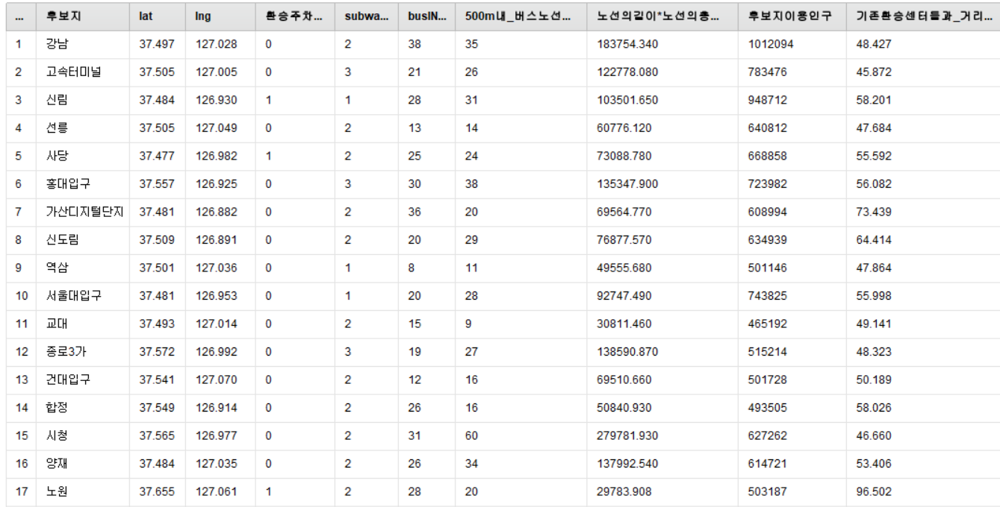 ... 후보지 lat lng 환승주차... subwa... busIN... 500m내_버스노선... 노선의길이*노선의총... 후보지이용인구 기존환승센터들과_거리...
1 강남 37.497 127.028 0 2 38 35 183754.340 1012094 48.427
2 고속터미널 37.505 127.005 0 3 21 26 122778.080 783476 45.872
3 신림 37.484 126.930 1 1 28 31 103501.650 948712 58.201
4 선릉 37.505 127.049 0 2 13 14 60776.120 640812 47.684
5 사당 37.477 126.982 1 2 25 24 73088.780 668858 55.592
6 홍대입구 37.557 126.925 0 3 30 38 135347.900 723982 56.082
7 가산디지털단지 37.481 126.882 0 2 36 20 69564.770 608994 73.439
8 신도림 37.509 126.891 0 2 20 29 76877.570 634939 64.414
9 역삼 37.501 127.036 0 1 8 11 49555.680 501146 47.864
10 서울대입구 37.481 126.953 0 1 20 28 92747.490 743825 55.998
11 교대 37.493 127.014 0 2 15 9 30811.460 465192 49.141
12 종로3가 37.572 126.992 0 3 19 27 138590.870 515214 48.323
13 건대입구 37.541 127.070 0 2 12 16 69510.660 501728 50.189
14 합정 37.549 126.914 0 2 26 16 50840.930 493505 58.026
15 시청 37.565 126.977 0 2 31 60 279781.930 627262 46.660
16 양재 37.484 127.035 0 2 26 34 137992.540 614721 53.406
17 노원 37.655 127.061 1 2 28 20 29783.908 503187 96.502